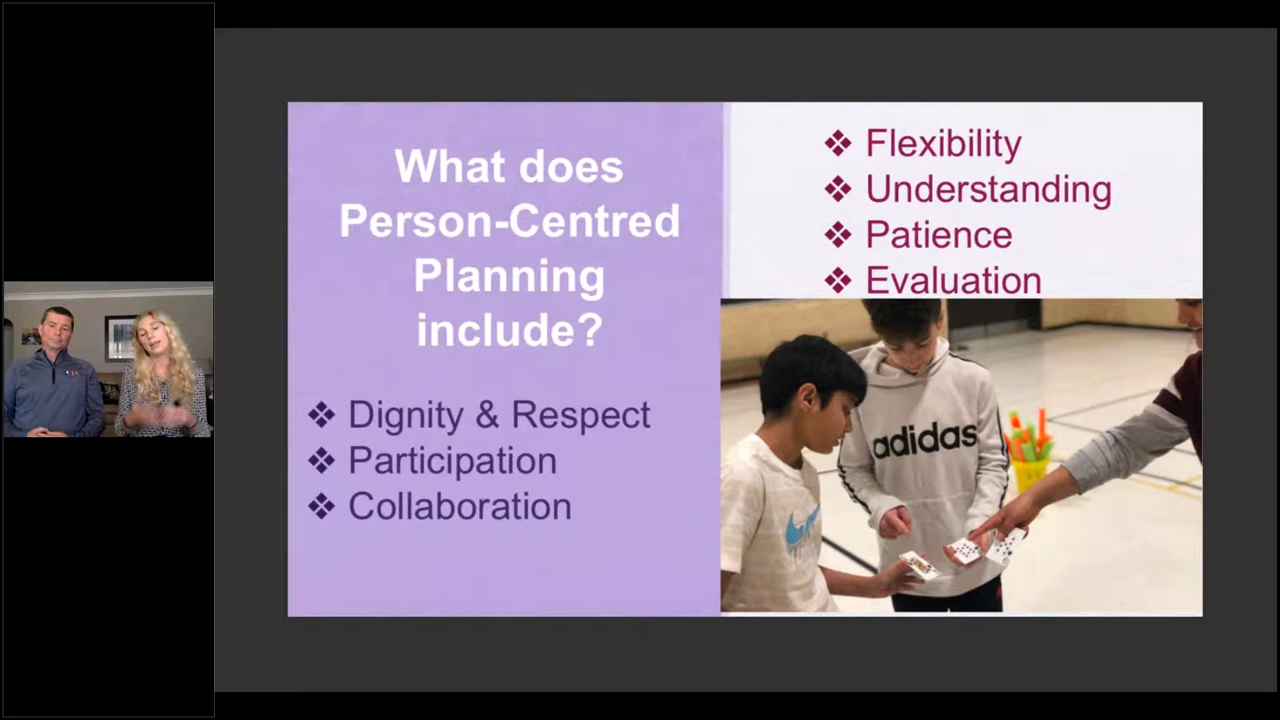 What does
Person-Centred
Planning
include?
❖ Dignity & Respect
❖ Participation
❖ Collaboration
❖ Flexibility
❖ Understanding
❖ Patience
❖ Evaluation
adidas